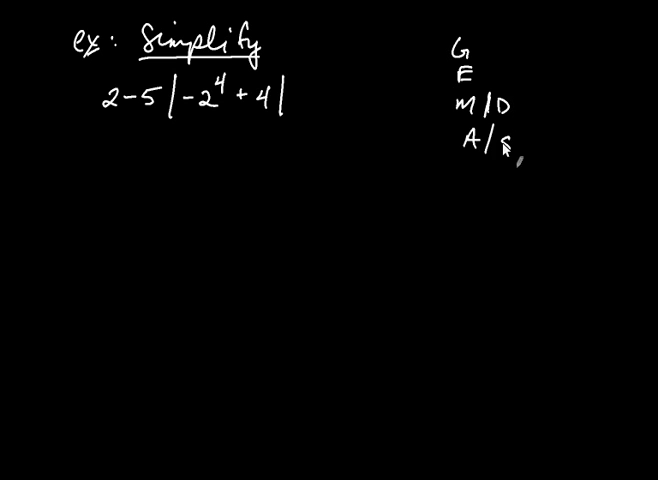 ex: Simplify
2-5|-2⁴+4|
G
E
M/D
A/S